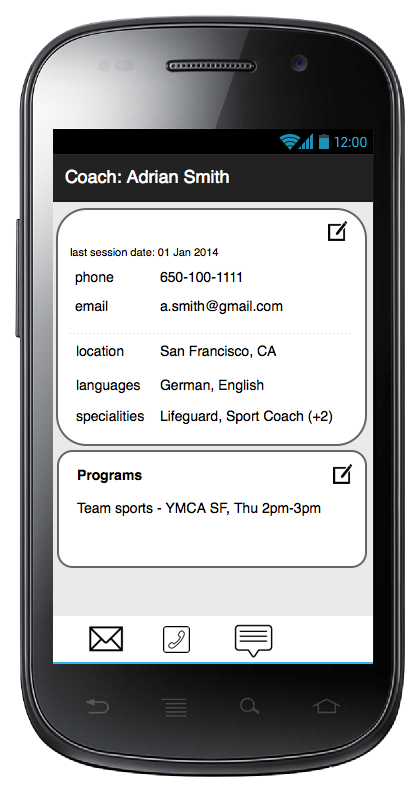 12:00
Coach: Adrian Smith
last session date: 01 Jan 2014
phone 650-100-1111
email a.smith@gmail.com
location San Francisco, CA
languages German, English
specialities Lifeguard, Sport Coach (+2)
Programs
Team sports - YMCA SF, Thu 2pm-3pm